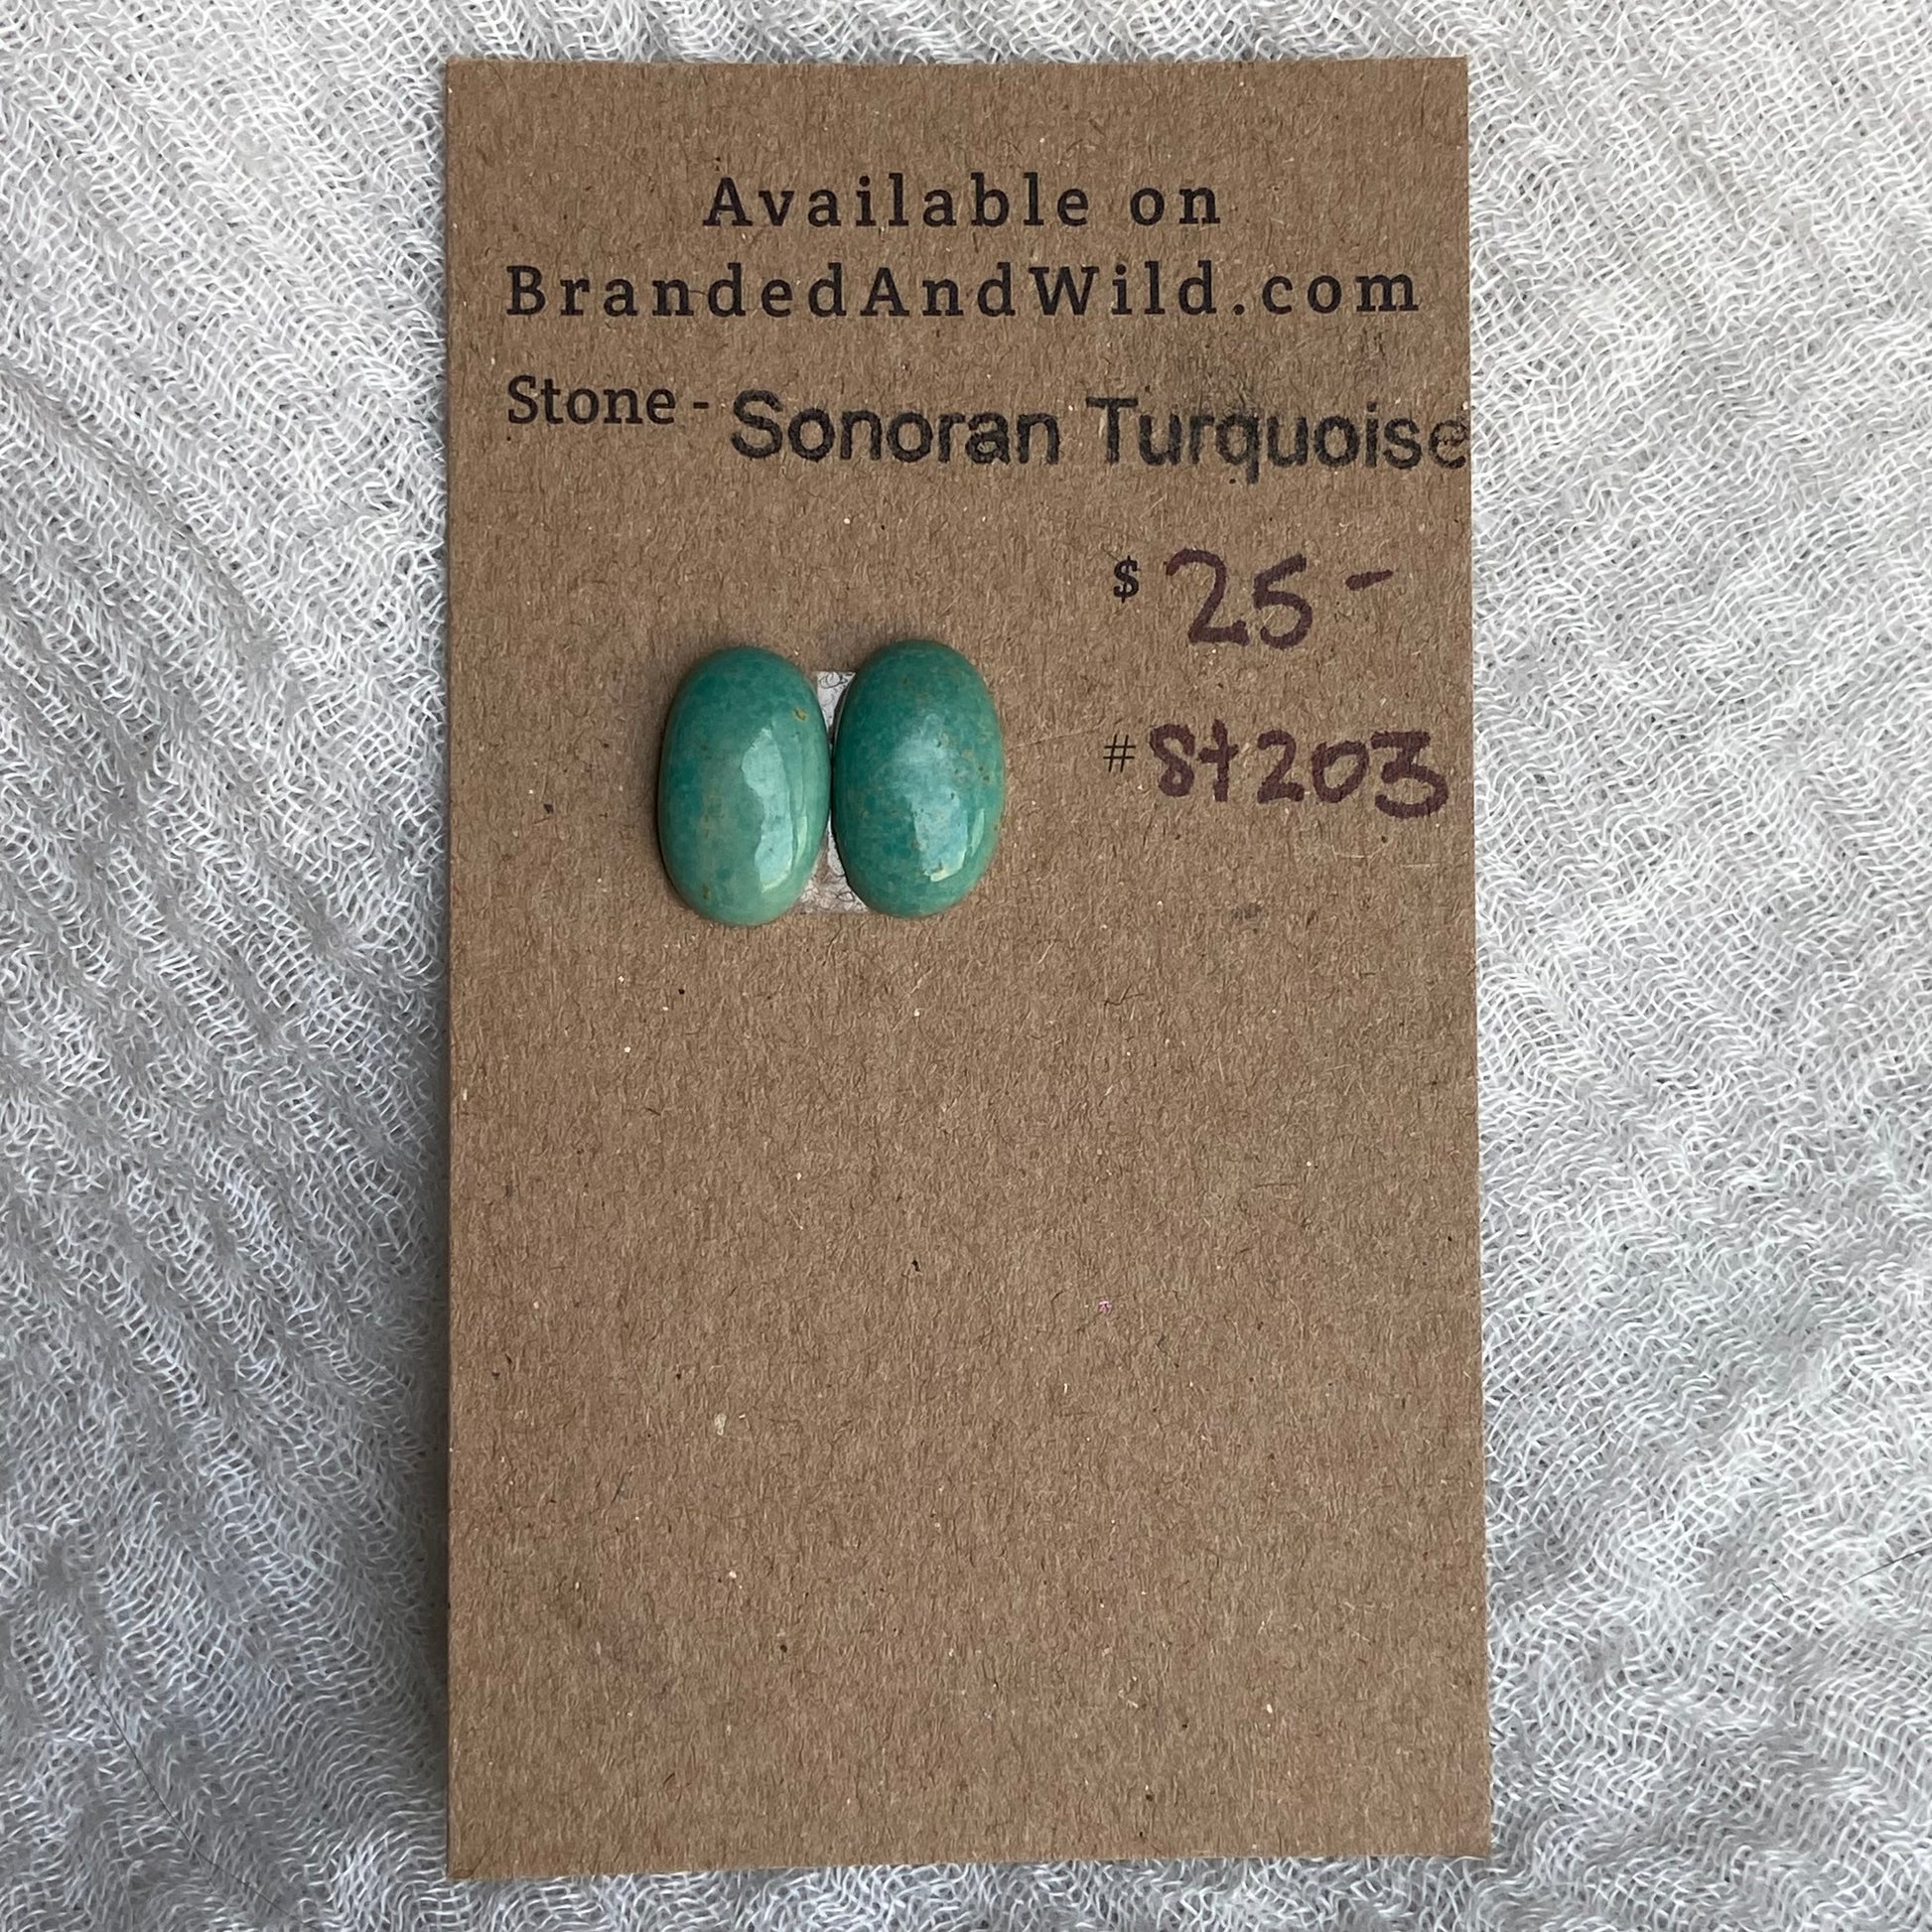 Available on
BrandedAndWild.com
Stone - Sonoran Turquoise
$ 25-
# St203